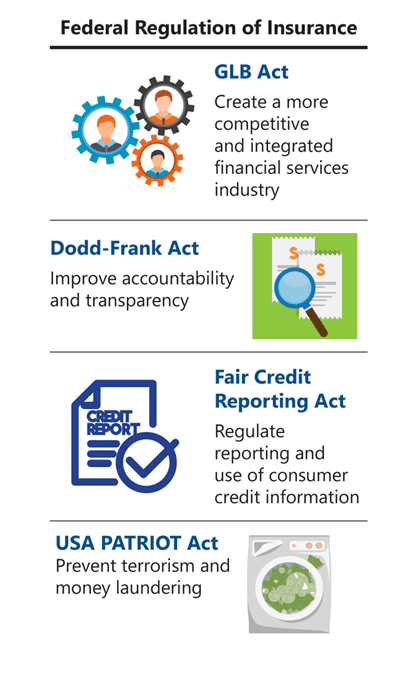 Federal Regulation of Insurance
GLB Act
Create a more
competitive
and integrated
financial services
industry
Dodd-Frank Act
Improve accountability
and transparency
$
$
CREDIT
REPORT
Fair Credit
Reporting Act
Regulate
reporting and
use of consumer
credit information
USA PATRIOT Act
Prevent terrorism and
money laundering